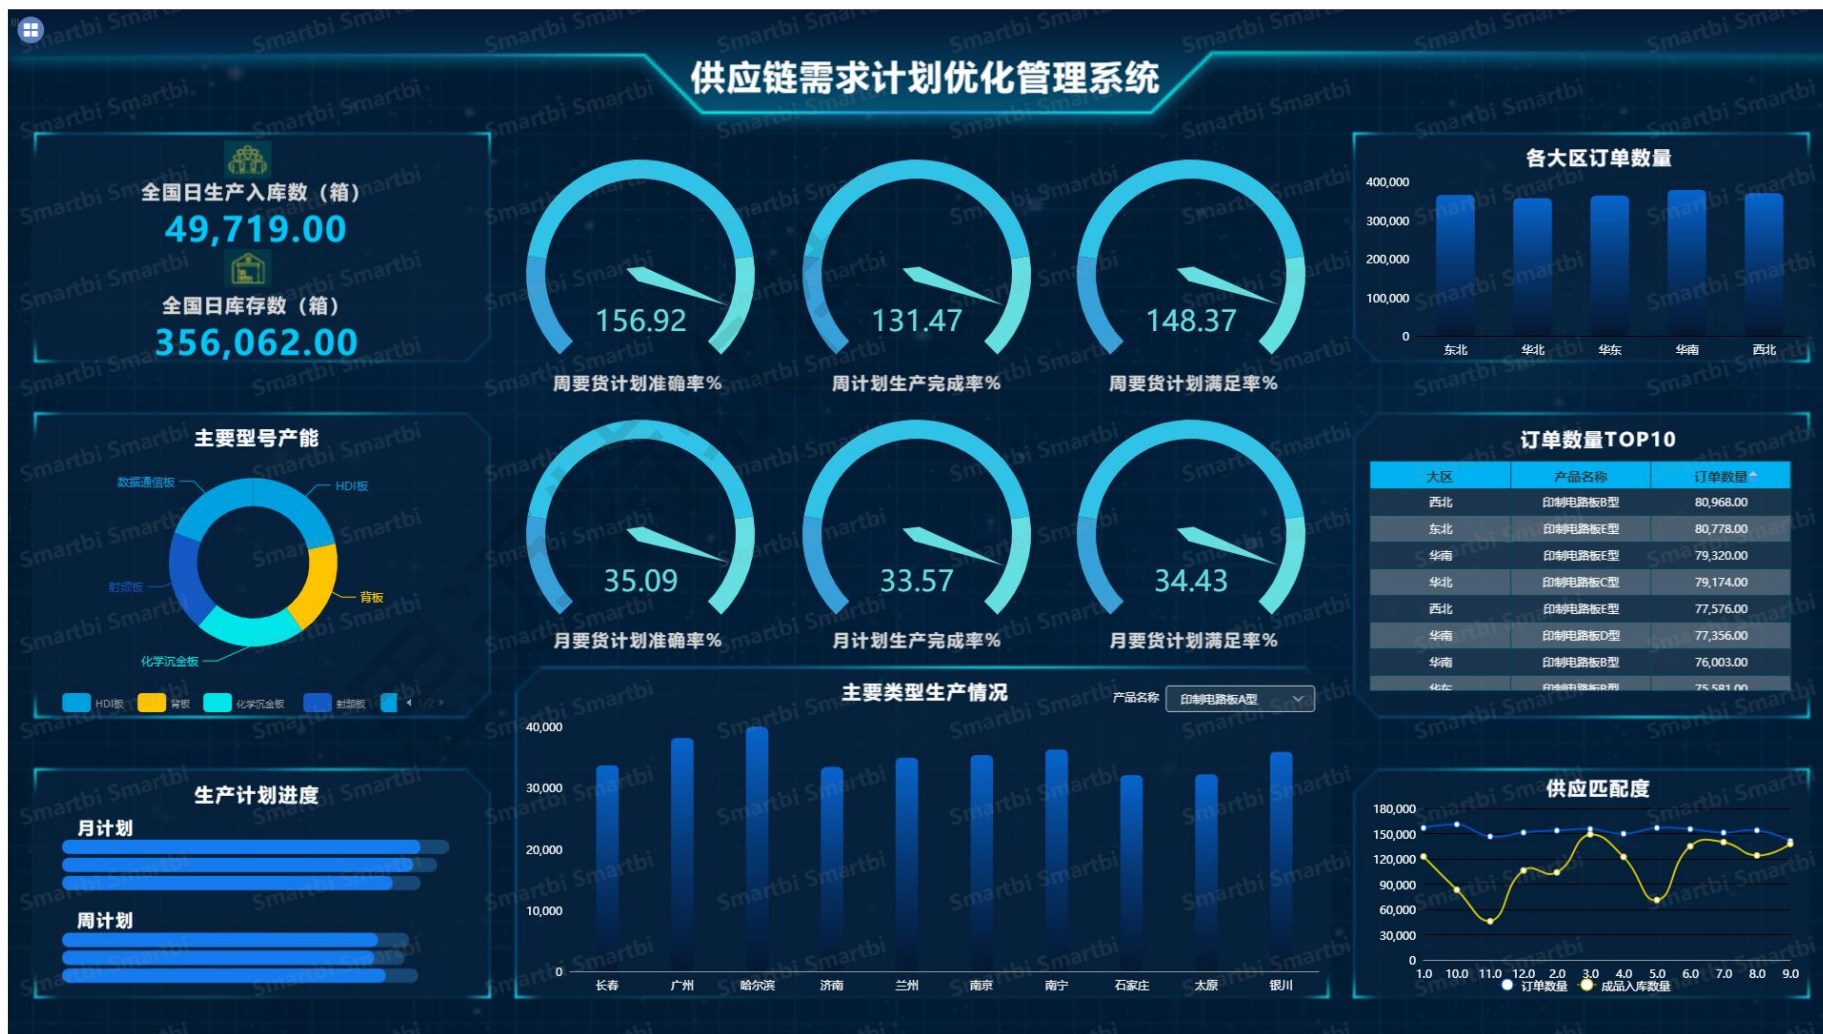 供应链需求计划优化管理系统
全国日生产入库数（箱）
49,719.00
全国日库存数（箱）
356,062.00
主要型号产能
数据通信板
HDI板
射频板
背板
化学沉金板
HDI板 背板 化学沉金板 射频板 1/2
生产计划进度
月计划
周计划
156.92
周要货计划准确率%
131.47
周计划生产完成率%
148.37
周要货计划满足率%
35.09
月要货计划准确率%
33.57
月计划生产完成率%
34.43
月要货计划满足率%
主要类型生产情况
产品名称 印制电路板A型
40,000
30,000
20,000
10,000
0
长春 广州 哈尔滨 济南 兰州 南京 南宁 石家庄 太原 银川
各大区订单数量
400,000
300,000
200,000
100,000
0
东北 华北 华东 华南 西北
订单数量TOP10
大区 产品名称 订单数量
西北 印制电路板B型 80,968.00
东北 印制电路板E型 80,778.00
华南 印制电路板E型 79,320.00
华北 印制电路板C型 79,174.00
西北 印制电路板E型 77,576.00
华南 印制电路板D型 77,356.00
华南 印制电路板B型 76,003.00
华东 印制电路板B型 75,581.00
供应匹配度
180,000
150,000
120,000
90,000
60,000
30,000
0
1.0 10.0 11.0 12.0 2.0 3.0 4.0 5.0 6.0 7.0 8.0 9.0
订单数量 成品入库数量
Smartbi Smartbi